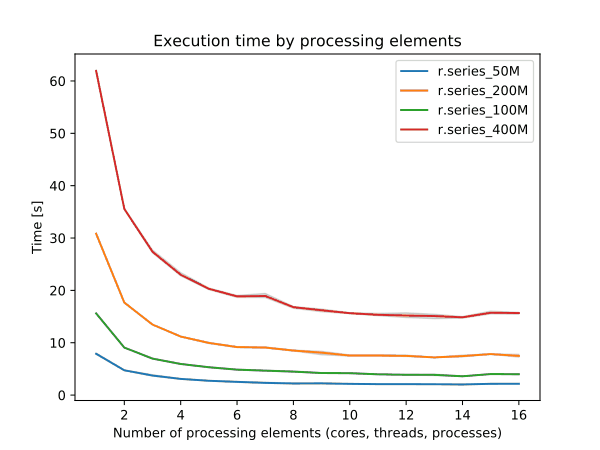 Execution time by processing elements
r.series_50M
r.series_200M
r.series_100M
r.series_400M
Time [s]
60
50
40
30
20
10
0
2 4 6 8 10 12 14 16
Number of processing elements (cores, threads, processes)